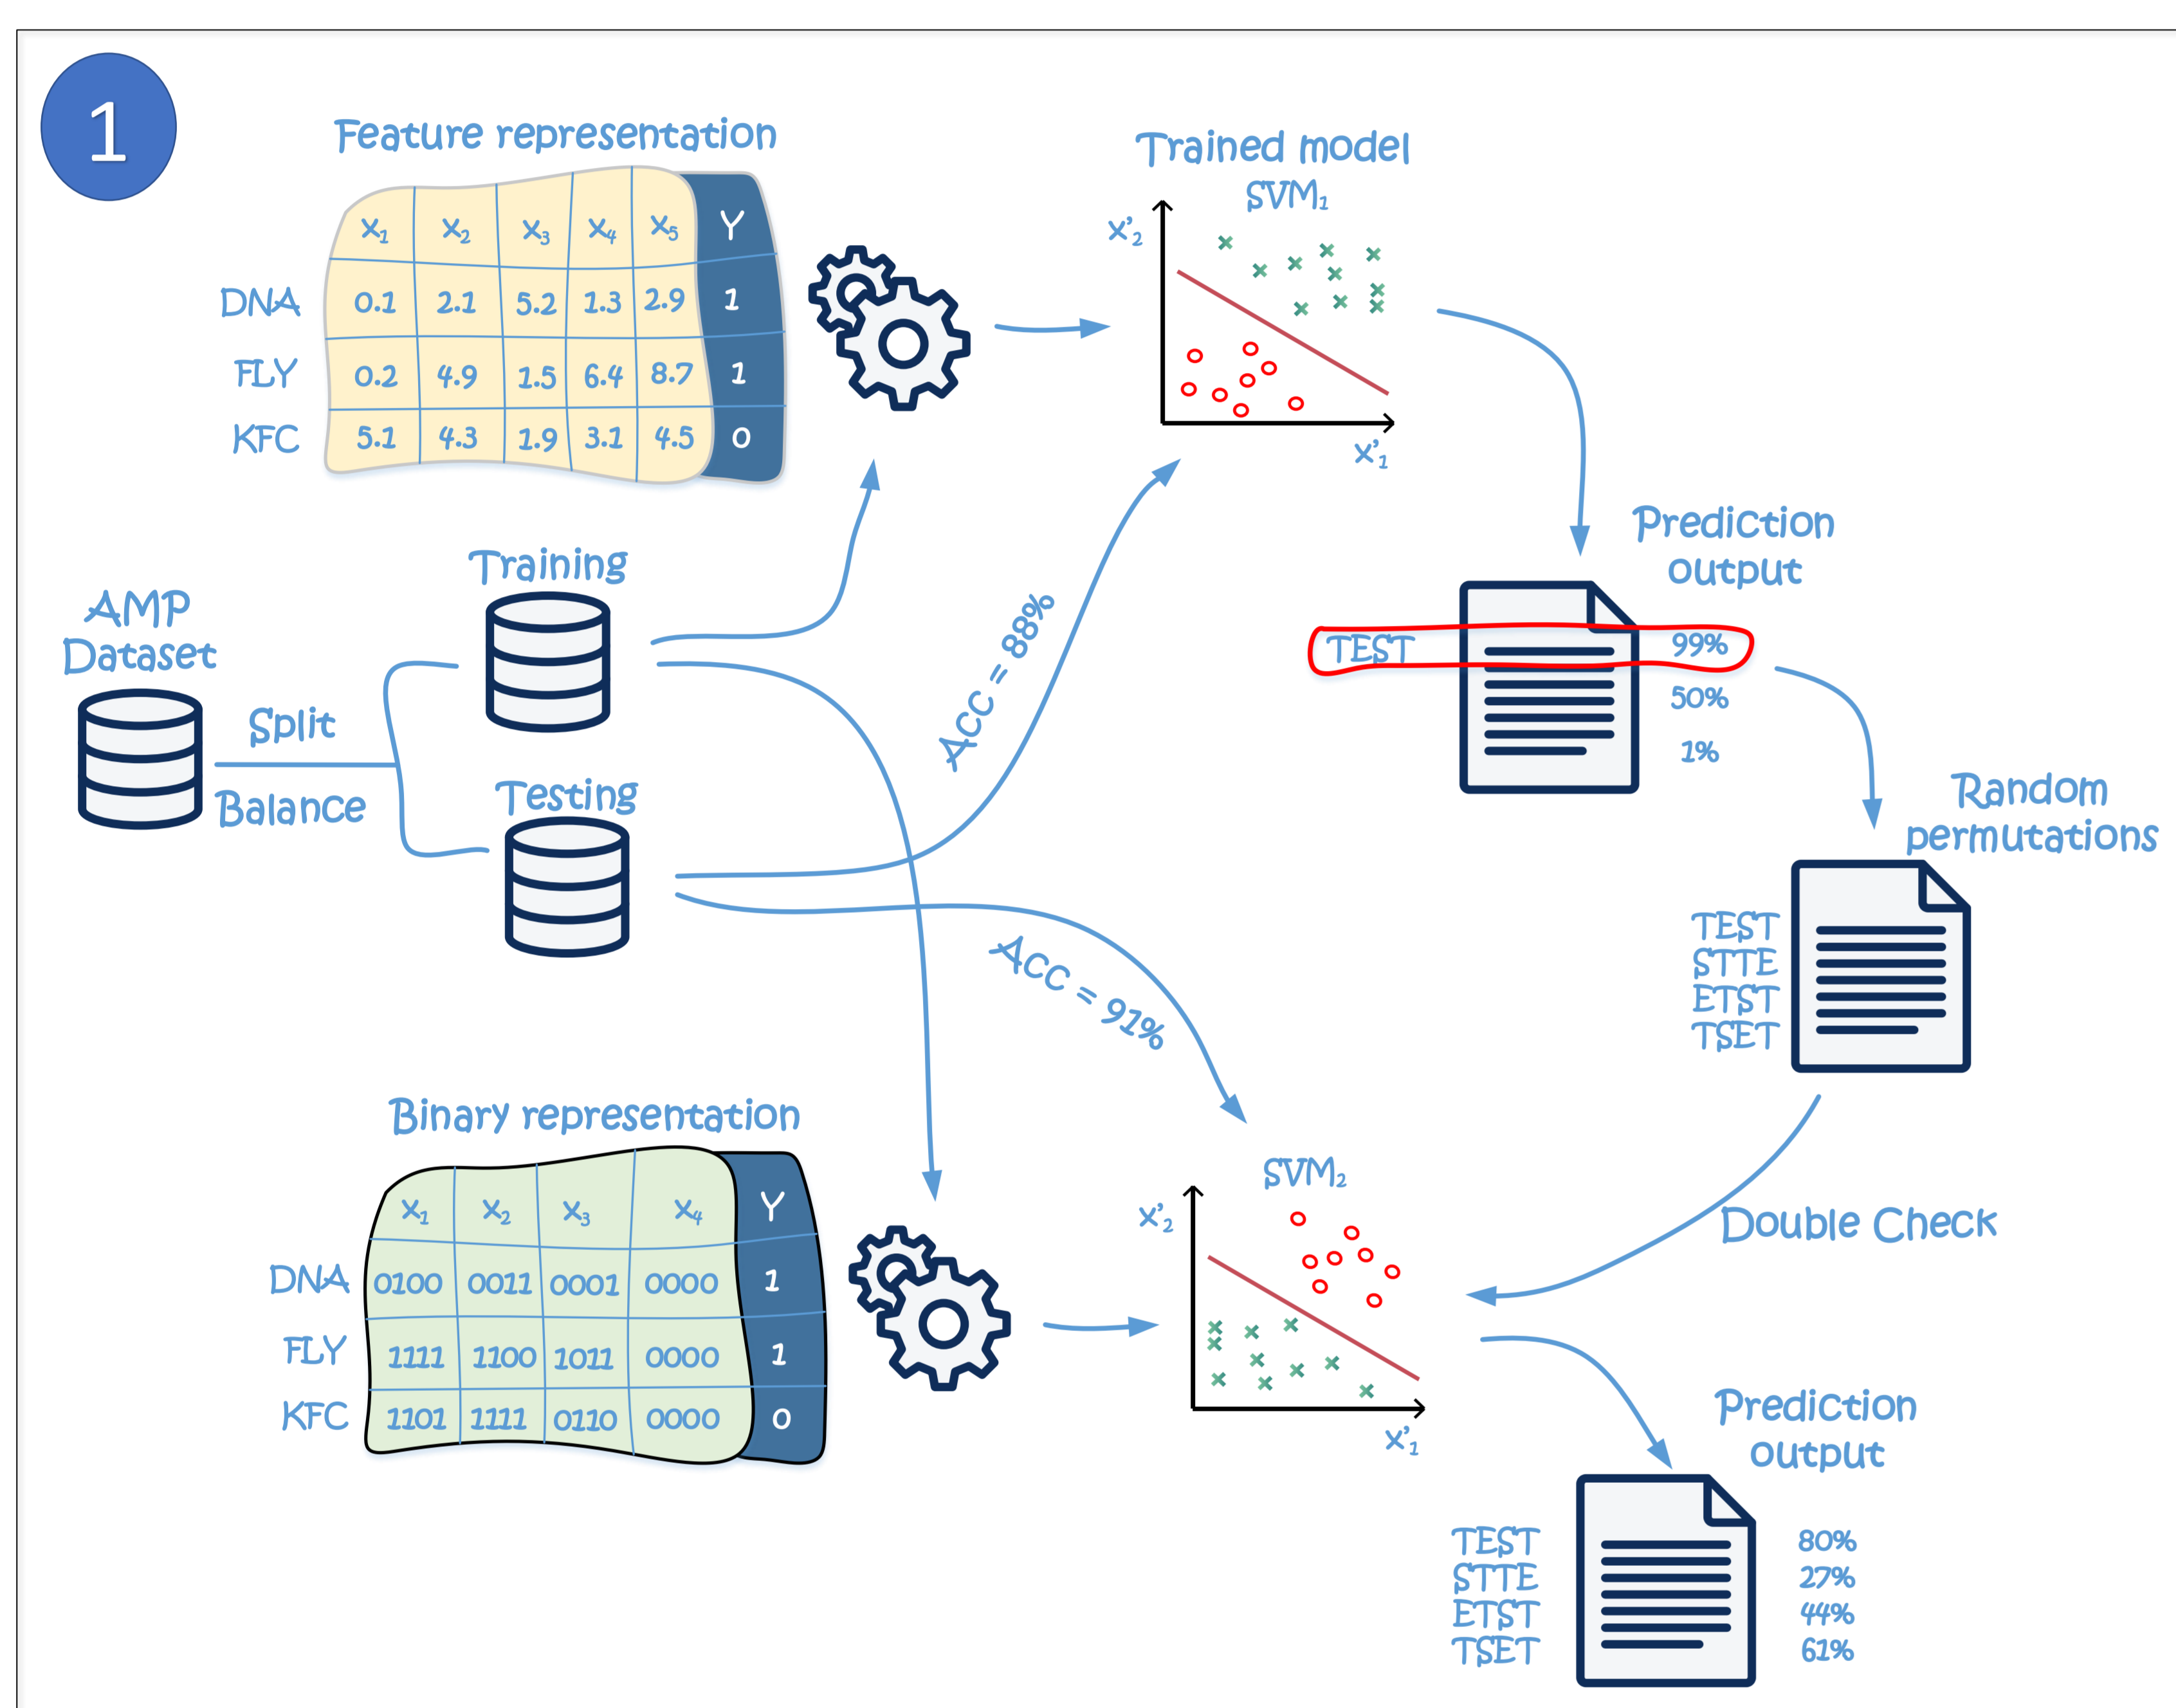 1
Feature representation
x1 x2 x3 x4 x5 Y
DNA 0.1 2.1 5.2 1.3 2.9 1
FLY 0.2 4.9 1.5 6.4 8.7 1
KFC 5.1 4.3 1.9 3.1 4.5 0
Trained model
SVM1
x'2
x'1
Prediction
output
TEST 99%
50%
1%
Training
AMP
Dataset
Split
Balance
Testing
ACC = 88%
ACC = 91%
Random
permutations
TEST
STTE
ETST
TSET
Double Check
Binary representation
x1 x2 x3 x4 Y
DNA 0100 0011 0001 0000 1
FLY 1111 1100 1011 0000 1
KFC 1101 1111 0110 0000 0
SVM2
x'2
x'1
Prediction
output
TEST 80%
STTE 27%
ETST 44%
TSET 61%